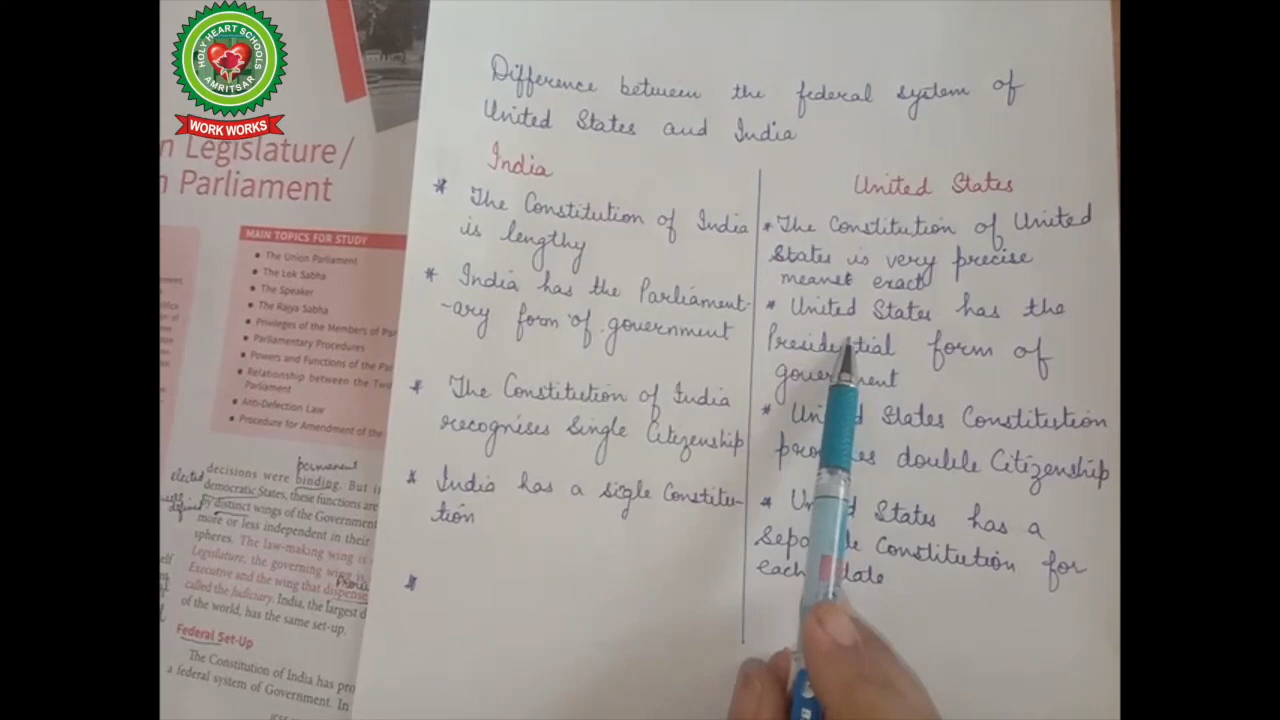 HOLY HEART SCHOOLS
AMRITSAR
WORK WORKS
n Legislature/
n Parliament
MAIN TOPICS FOR STUDY
The Union Parliament
The Lok Sabha
The Speaker
The Rajya Sabha
Privileges of the Members of Par
Parliamentary Procedures
Powers and Functions of the Par
Relationship between the Two
Parliament
Anti-Defection Law
Procedure for Amendment of the
permanent
elected decisions were binding. But i
democratic States, these functions are
by distinct wings of the Government
more or less independent in their
spheres. The law-making wing is
Legislature, the governing wing is
Executive and the wing that dispense
called the Judiciary. India, the largest d
of the world, has the same set-up.
Federal Set-Up
The Constitution of India has pro
a federal system of Government. In
Difference between the federal system of
United States and India
India
* The Constitution of India
is lengthy
* India has the Parliament-
-ary form of government
* The Constitution of India
recognises Single Citizenship
* India has a single Constitu-
tion
*
United States
* The Constitution of United
States is very precise
meanst exact
* United States has the
Presidential form of
government
* United States Constitution
double Citizenship
* United States has a
Constitution for
each State